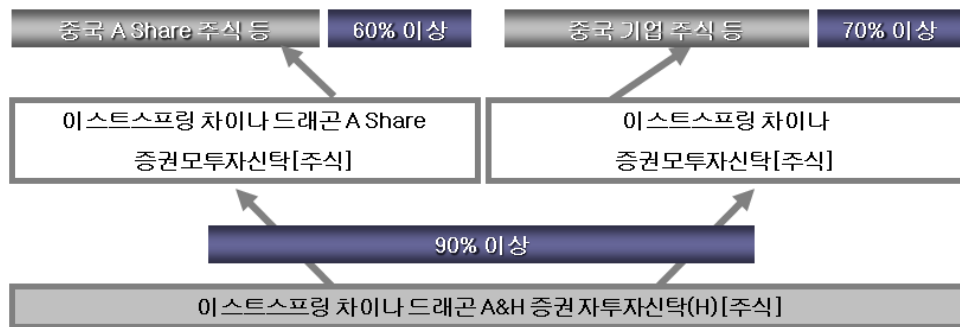 중국 A Share 주식 등
60% 이상
중국 기업 주식 등
70% 이상
이스트스프링 차이나 드래곤 A Share
증권모투자신탁[주식]
이스트스프링 차이나
증권모투자신탁[주식]
90% 이상
이스트스프링 차이나 드래곤 A&H 증권 자투자신탁(H)[주식]